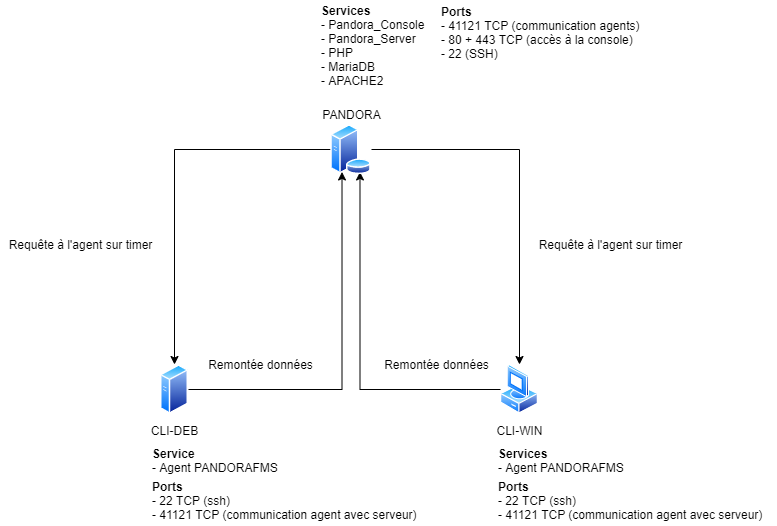 Services
- Pandora_Console
- Pandora_Server
- PHP
- MariaDB
- APACHE2
Ports
- 41121 TCP (communication agents)
- 80 + 443 TCP (accès à la console)
- 22 (SSH)
PANDORA
Requête à l'agent sur timer
Requête à l'agent sur timer
Remontée données
Remontée données
CLI-DEB
Service
- Agent PANDORAFMS
Ports
- 22 TCP (ssh)
- 41121 TCP (communication agent avec serveur)
CLI-WIN
Services
- Agent PANDORAFMS
Ports
- 22 TCP (ssh)
- 41121 TCP (communication agent avec serveur)